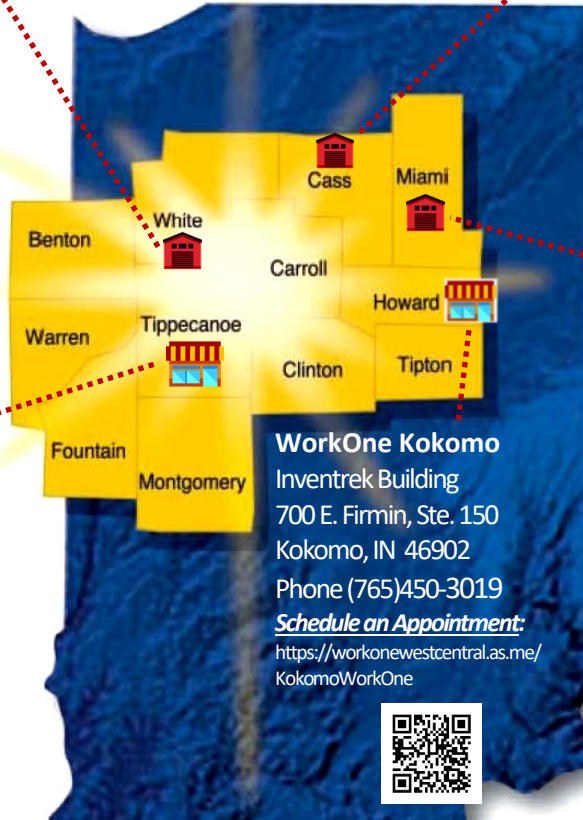 Cass
Miami
White
Benton
Carroll
Howard
Tippecanoe
Warren
Clinton
Tipton
Fountain
Montgomery
WorkOne Kokomo
Inventrek Building
700 E. Firmin, Ste. 150
Kokomo, IN 46902
Phone (765)450-3019
Schedule an Appointment:
https://workonewestcentral.as.me/
KokomoWorkOne